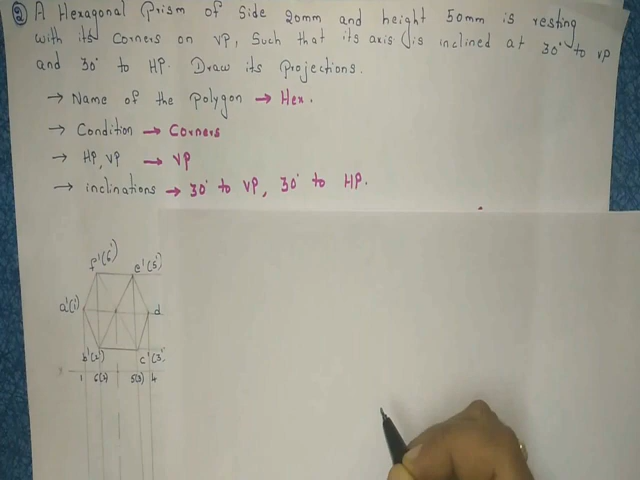 ② A Hexagonal Prism of Side 20mm and height 50mm is resting
with its Corners on VP, Such that its axis is inclined at 30° to VP
and 30° to HP. Draw its Projections.
→ Name of the Polygon → Hex.
→ Condition → Corners
→ HP, VP → VP
→ inclinations → 30° to VP, 30° to HP.
f'(6') e'(5')
a'(1) d
b'(2') c'(3')
x 1 6(2) 5(3) 4